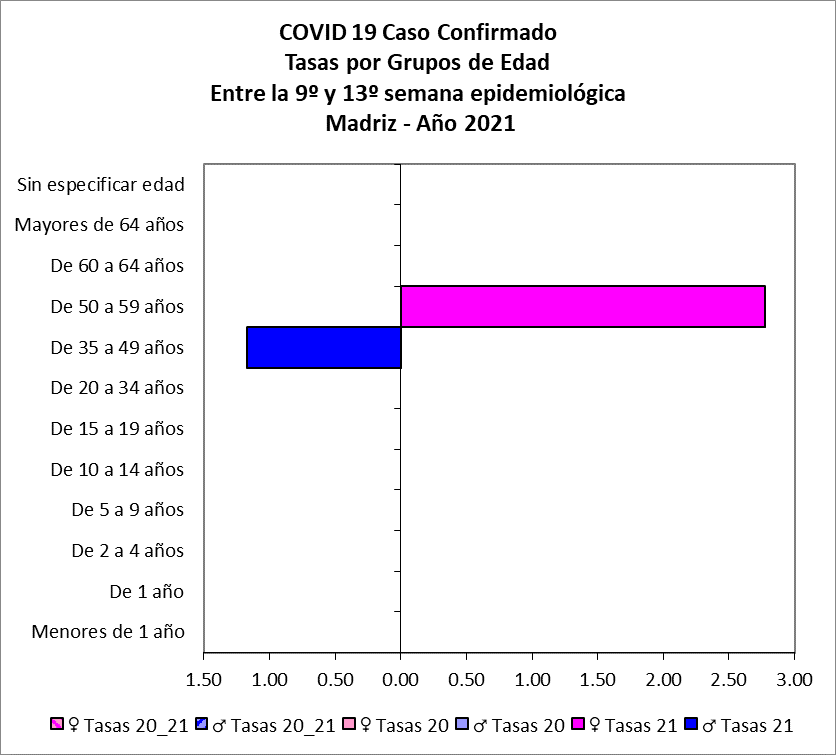 COVID 19 Caso Confirmado
Tasas por Grupos de Edad
Entre la 9º y 13º semana epidemiológica
Madriz - Año 2021
Sin especificar edad
Mayores de 64 años
De 60 a 64 años
De 50 a 59 años
De 35 a 49 años
De 20 a 34 años
De 15 a 19 años
De 10 a 14 años
De 5 a 9 años
De 2 a 4 años
De 1 año
Menores de 1 año
1.50 1.00 0.50 0.00 0.50 1.00 1.50 2.00 2.50 3.00
♀ Tasas 20_21 ♂ Tasas 20_21 ♀ Tasas 20 ♂ Tasas 20 ♀ Tasas 21 ♂ Tasas 21